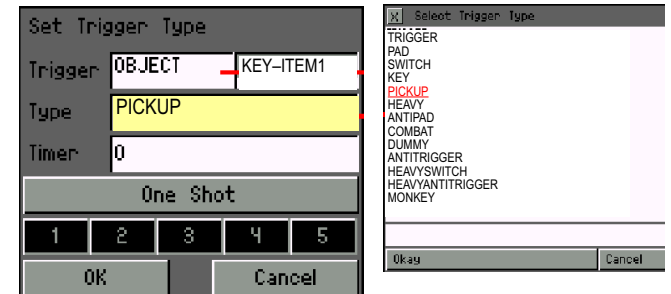 Set Trigger Type
Trigger OBJECT KEY–ITEM1
Type PICKUP
Timer 0
One Shot
1 2 3 4 5
OK Cancel
X Select Trigger Type
TRIGGER
PAD
SWITCH
KEY
PICKUP
HEAVY
ANTIPAD
COMBAT
DUMMY
ANTITRIGGER
HEAVYSWITCH
HEAVYANTITRIGGER
MONKEY
Okay Cancel